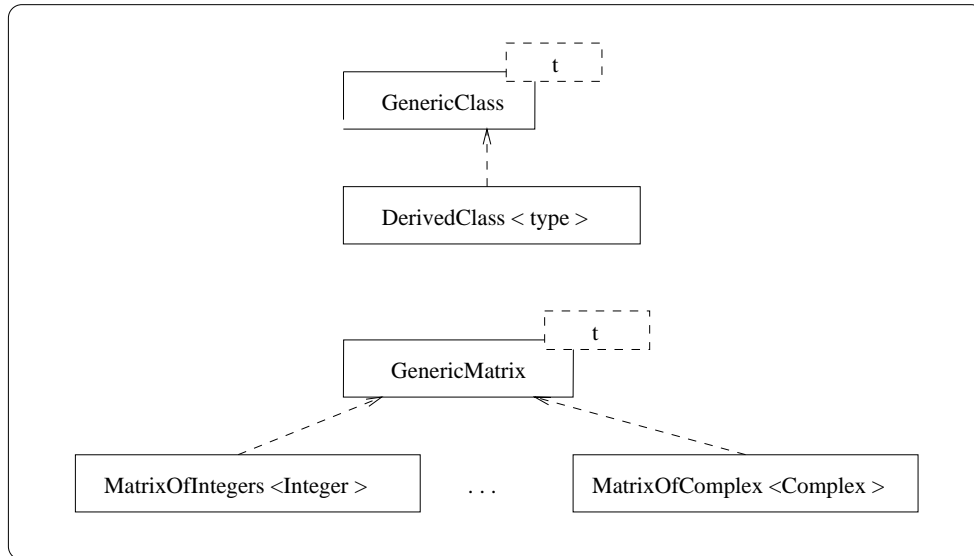 t
GenericClass
DerivedClass < type >
t
GenericMatrix
MatrixOfIntegers <Integer >
. . .
MatrixOfComplex <Complex >